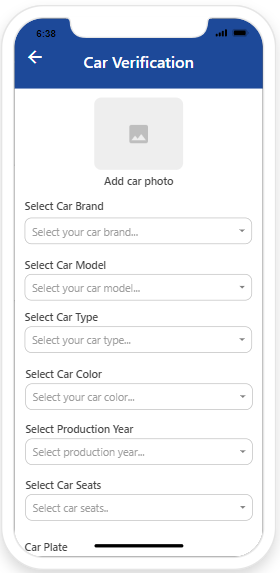 6:38
Car Verification
Add car photo
Select Car Brand
Select your car brand...
Select Car Model
Select your car model...
Select Car Type
Select your car type...
Select Car Color
Select your car color...
Select Production Year
Select production year...
Select Car Seats
Select car seats..
Car Plate